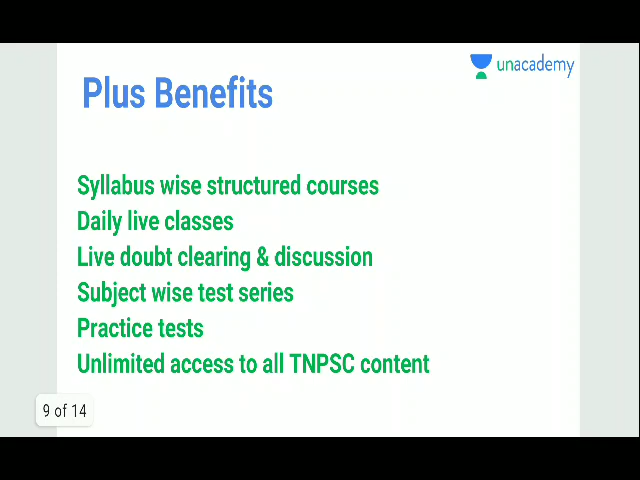 unacademy
Plus Benefits
Syllabus wise structured courses
Daily live classes
Live doubt clearing & discussion
Subject wise test series
Practice tests
Unlimited access to all TNPSC content
9 of 14